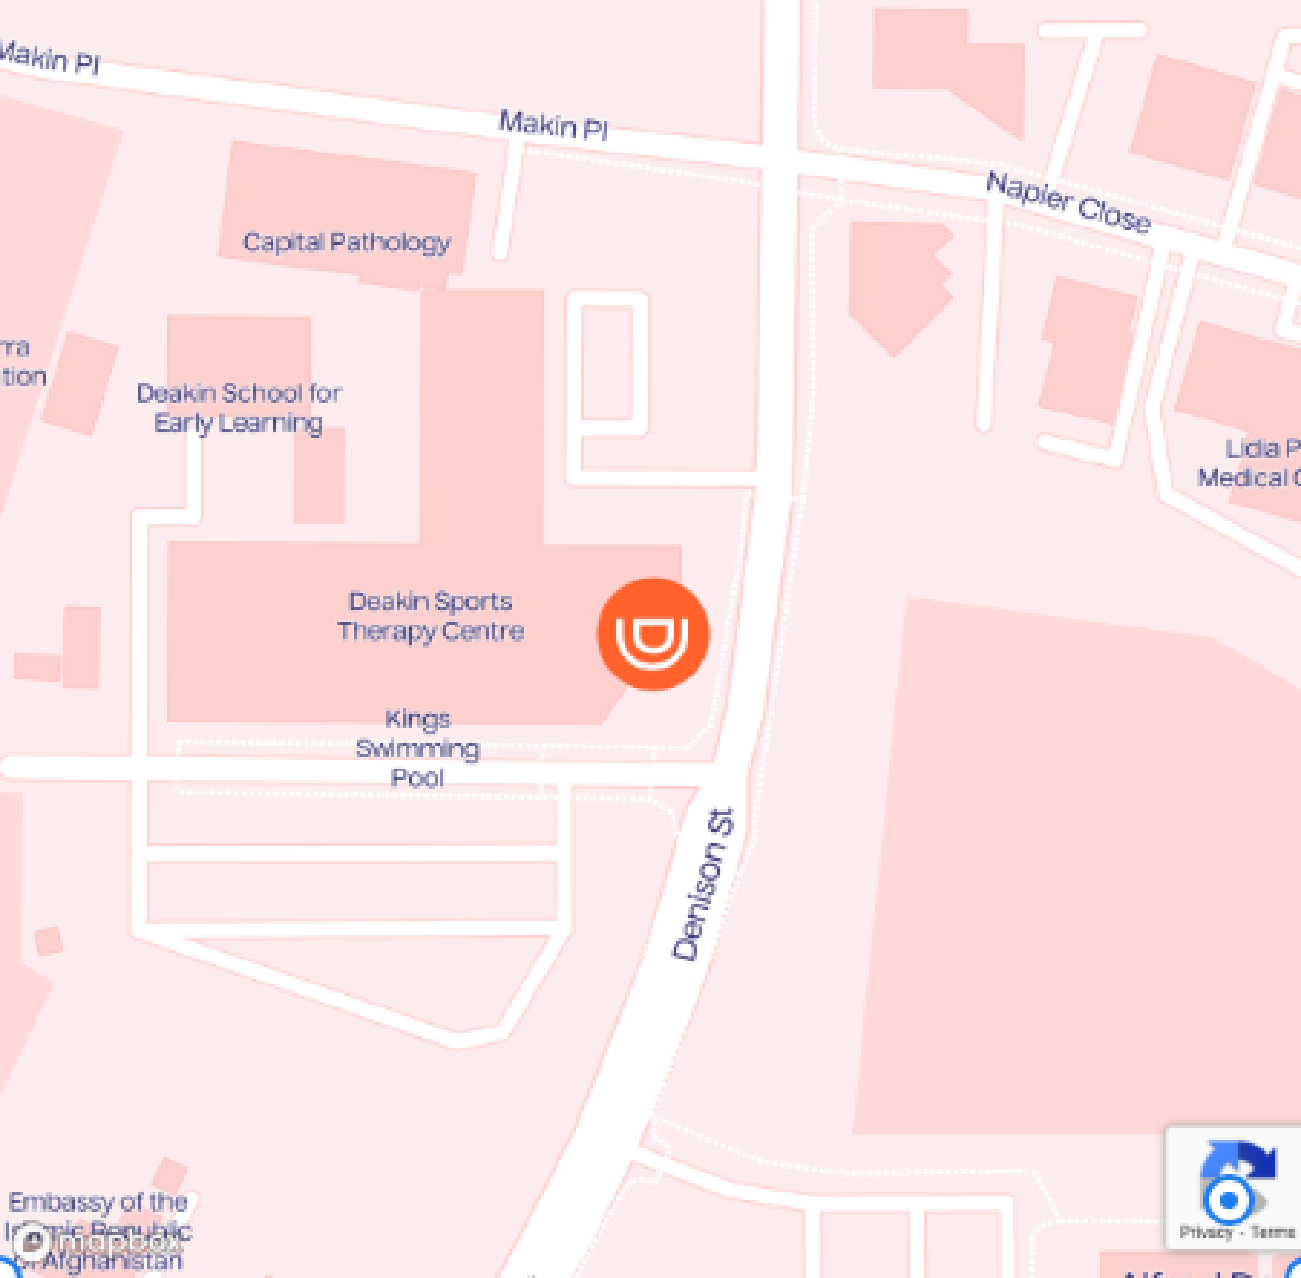 Makin Pl
Makin Pl
Napier Close
Capital Pathology
rra
tion
Deakin School for
Early Learning
Lidia P
Medical C
Deakin Sports
Therapy Centre
Kings
Swimming
Pool
Denison St
Embassy of the
Islamic Republic
of Afghanistan
mapbox
Privacy - Terms